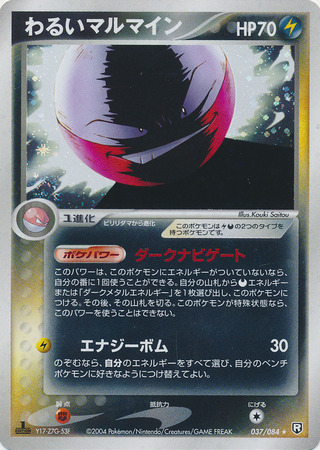 わるいマルマイン HP70
Illus.Kouki Saitou
1進化 ビリリダマから進化
このポケモンは の2つのタイプを
持つポケモンです。
ポケパワー ダークナビゲート
このパワーは、このポケモンにエネルギーがついていないなら、
自分の番に1回使うことができる。自分の山札から エネルギー
または「ダークメタルエネルギー」を1枚選び出し、このポケモン
につける。その後、その山札を切る。このポケモンが特殊状態なら、
このパワーを使うことはできない。
エナジーボム 30
のぞむなら、自分のエネルギーをすべて選び、自分のベンチ
ポケモンに好きなようにつけ替えてよい。
弱点 抵抗力 にげる
1 EDITION Y17-Z7G-53F ©2004 Pokémon/Nintendo/Creatures/GAME FREAK 037/084 ★ R